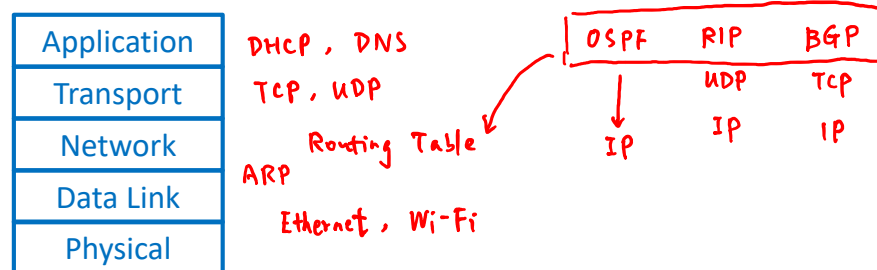 Application DHCP, DNS OSPF RIP BGP
Transport TCP, UDP UDP TCP
Network Routing Table IP IP IP
ARP
Data Link
Ethernet, Wi-Fi
Physical